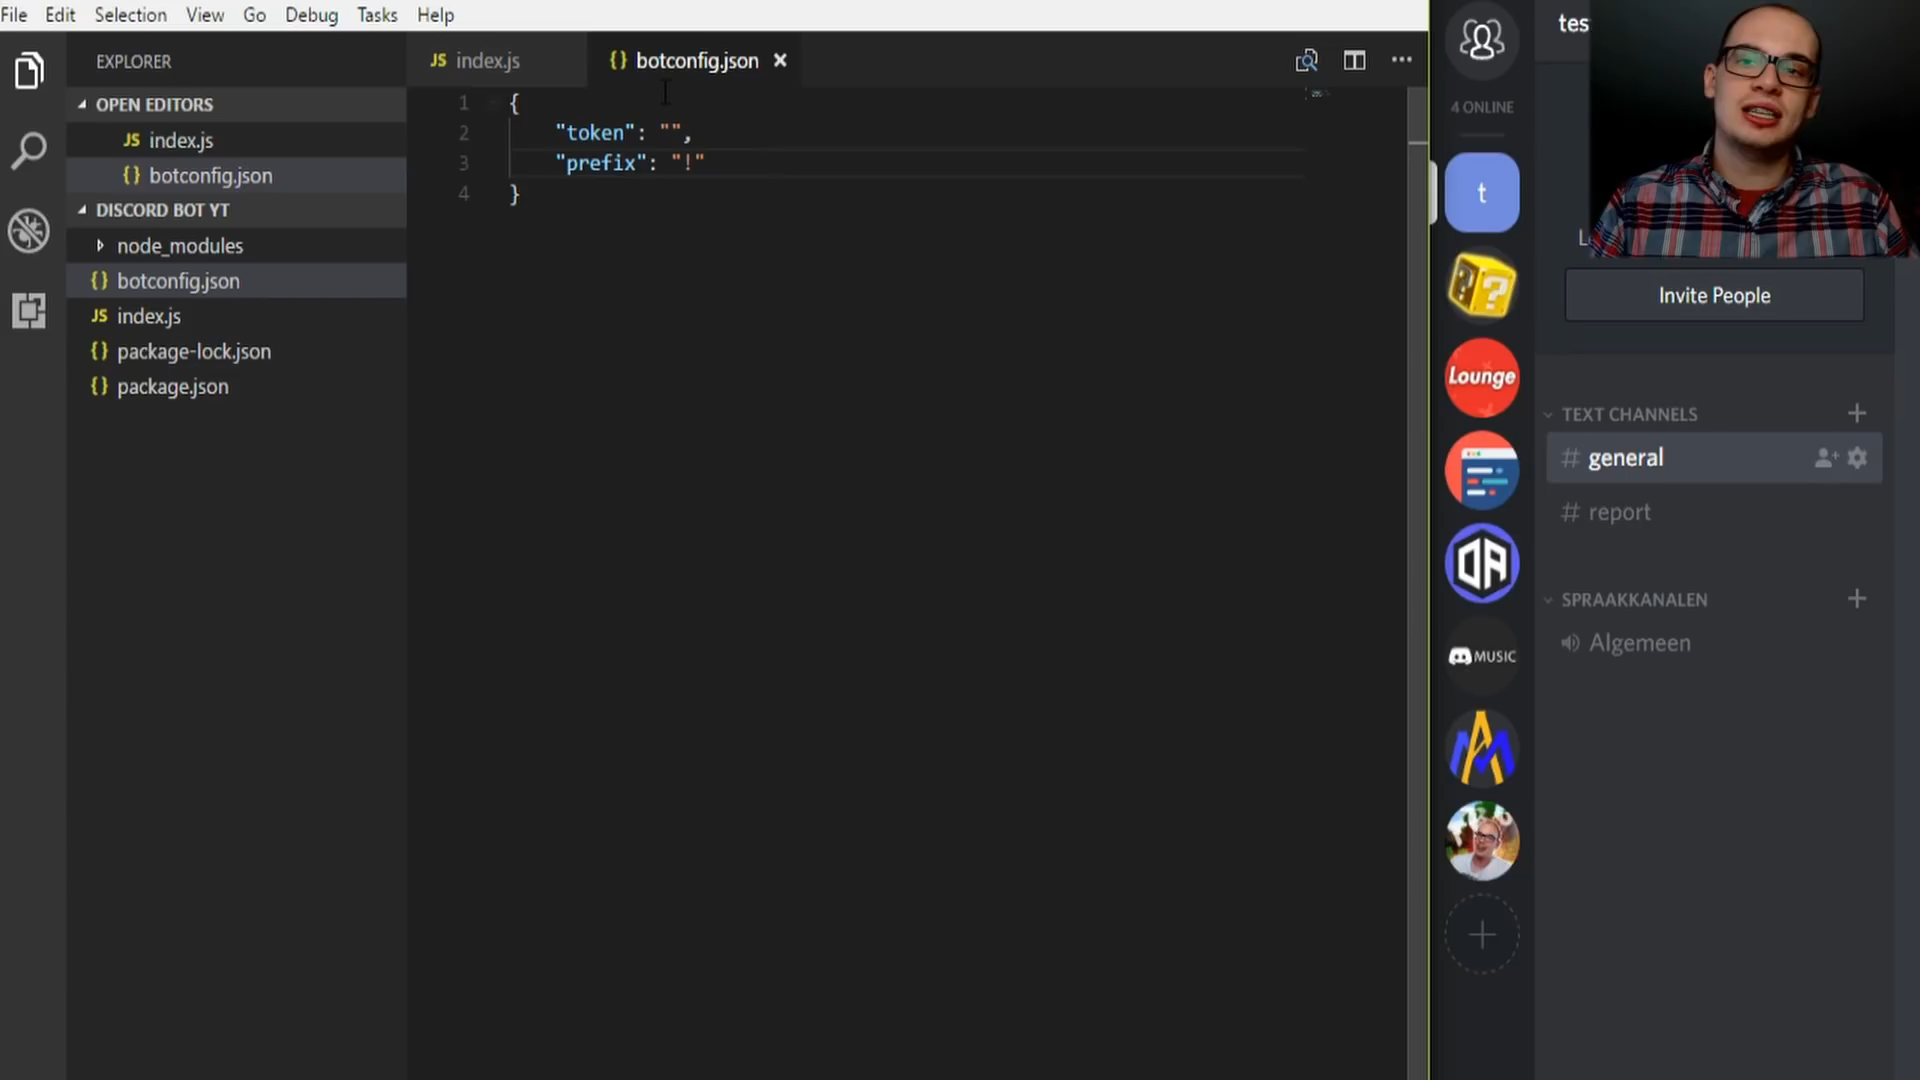 File Edit Selection View Go Debug Tasks Help
EXPLORER
OPEN EDITORS
JS index.js
{} botconfig.json
DISCORD BOT YT
node_modules
{} botconfig.json
JS index.js
{} package-lock.json
{} package.json
JS index.js {} botconfig.json
1 {
2 "token": "",
3 "prefix": "!"
4 }
4 ONLINE
t
? ?
Lounge
DA
MUSIC
tes
L
Invite People
TEXT CHANNELS
# general
# report
SPRAAKKANALEN
Algemeen